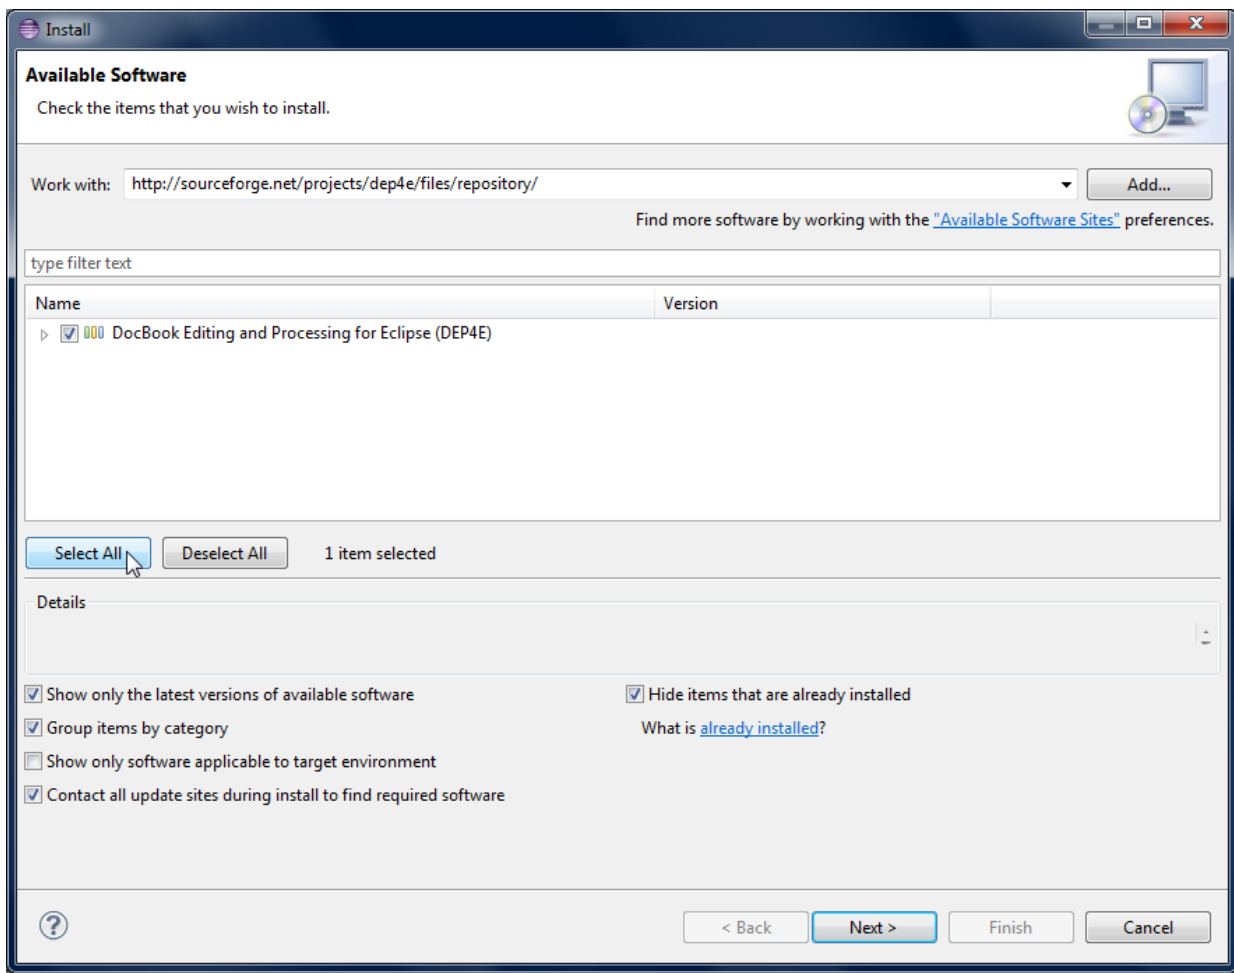 Install
Available Software
Check the items that you wish to install.
Work with: http://sourceforge.net/projects/dep4e/files/repository/ Add...
Find more software by working with the "Available Software Sites" preferences.
type filter text
Name Version
DocBook Editing and Processing for Eclipse (DEP4E)
Select All Deselect All 1 item selected
Details
Show only the latest versions of available software Hide items that are already installed
Group items by category What is already installed?
Show only software applicable to target environment
Contact all update sites during install to find required software
? < Back Next > Finish Cancel